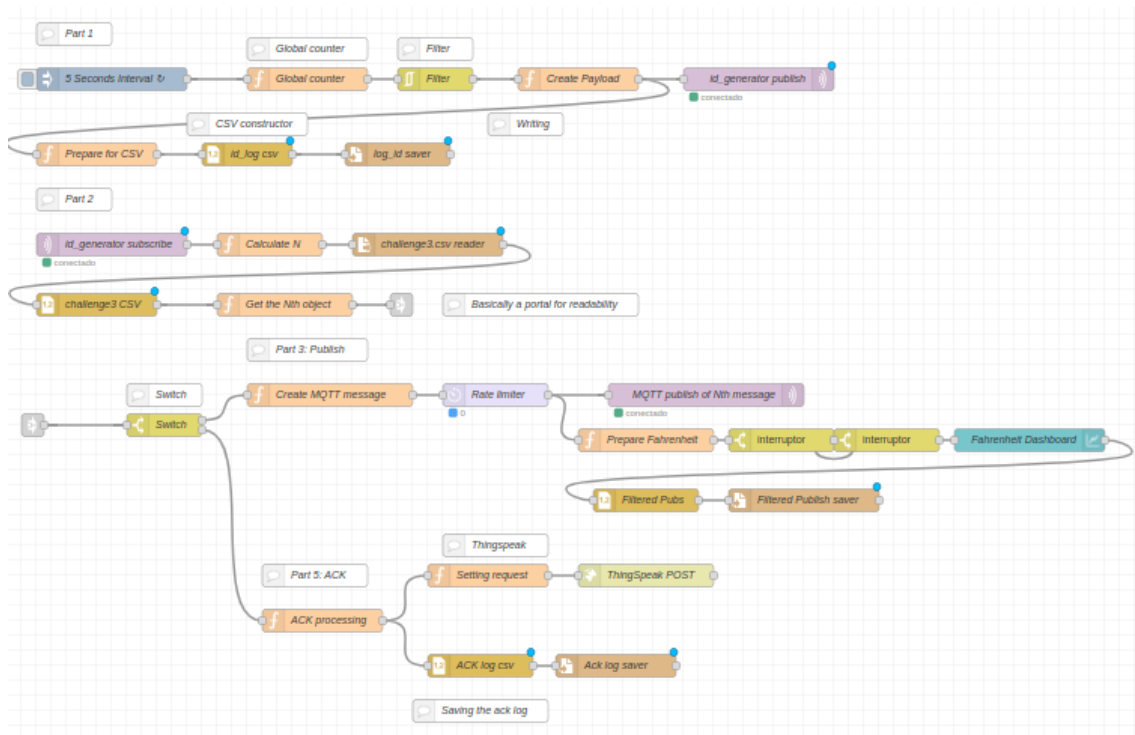 Part 1
Global counter
Filter
5 Seconds Interval ↻
Global counter
Filter
Create Payload
id_generator publish
conectado
CSV constructor
Writing
Prepare for CSV
id_log csv
log_id saver
Part 2
id_generator subscribe
Calculate N
challenge3.csv reader
conectado
challenge3 CSV
Get the Nth object
Basically a portal for readability
Part 3: Publish
Switch
Create MQTT message
Rate limiter
MQTT publish of Nth message
0
conectado
Switch
Prepare Fahrenheit
interruptor
interruptor
Fahrenheit Dashboard
Filtered Pubs
Filtered Publish saver
Thingspeak
Part 5: ACK
Setting request
ThingSpeak POST
ACK processing
ACK log csv
Ack log saver
Saving the ack log